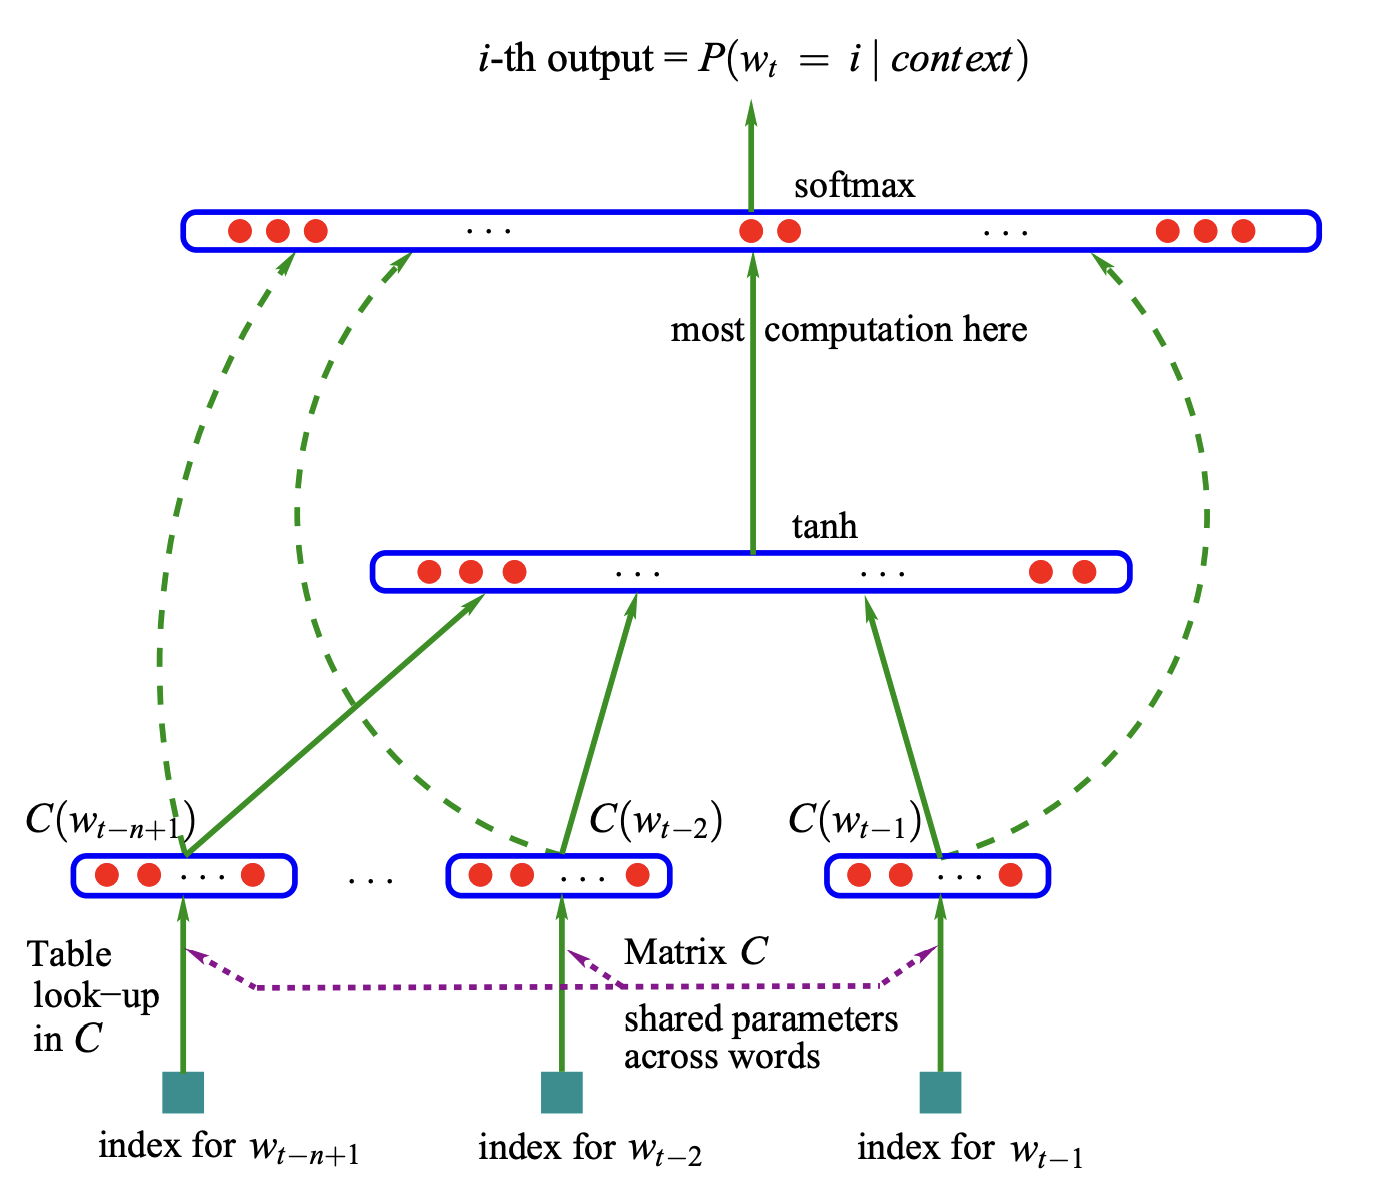 i-th output = P(w_t = i | context)
softmax
. . .
. . .
most computation here
tanh
. . .
. . .
C(w_{t−n+1})
C(w_{t−2})
C(w_{t−1})
. . .
. . .
. . .
. . .
Table
look−up
in C
Matrix C
shared parameters
across words
index for w_{t−n+1}
index for w_{t−2}
index for w_{t−1}